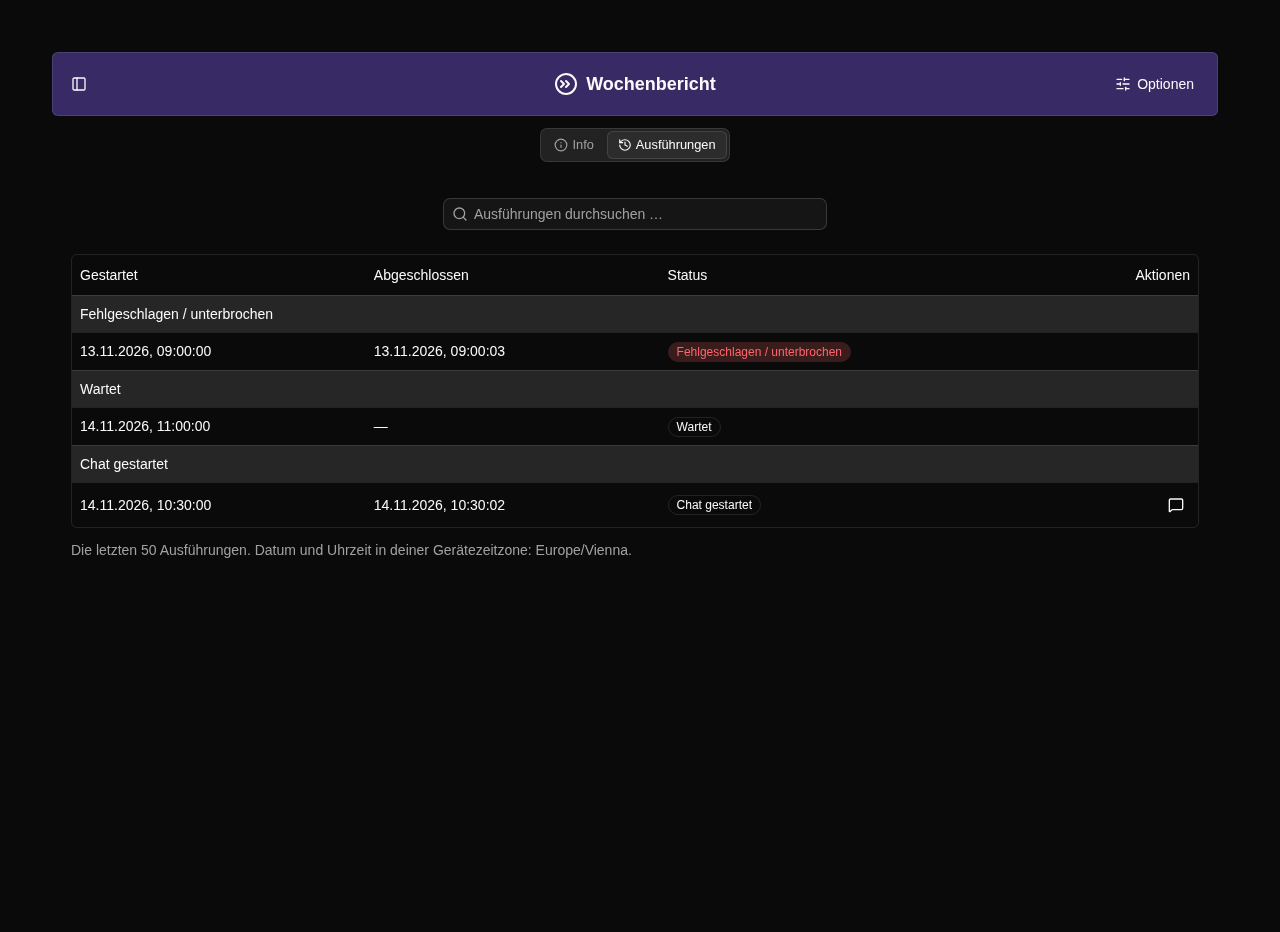 Wochenbericht
Optionen
Info
Ausführungen
Ausführungen durchsuchen …
Gestartet Abgeschlossen Status Aktionen
Fehlgeschlagen / unterbrochen
13.11.2026, 09:00:00 13.11.2026, 09:00:03 Fehlgeschlagen / unterbrochen
Wartet
14.11.2026, 11:00:00 — Wartet
Chat gestartet
14.11.2026, 10:30:00 14.11.2026, 10:30:02 Chat gestartet
Die letzten 50 Ausführungen. Datum und Uhrzeit in deiner Gerätezeitzone: Europe/Vienna.